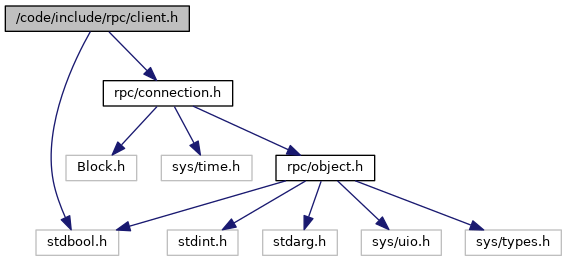 /code/include/rpc/client.h
rpc/connection.h
Block.h
sys/time.h
rpc/object.h
stdbool.h
stdint.h
stdarg.h
sys/uio.h
sys/types.h